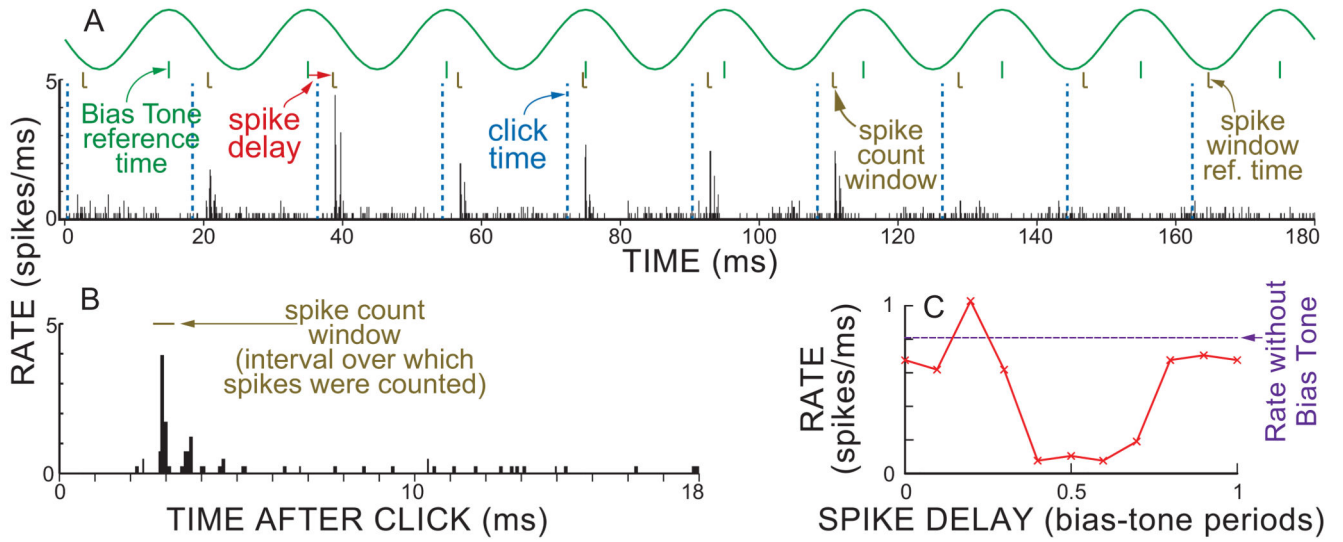 A
5
0
RATE (spikes/ms)
Bias Tone
reference
time
spike
delay
click
time
spike
count
window
spike
window
ref. time
0 20 40 60 80 100 120 140 160 180
TIME (ms)
B
5
0
spike count
window
(interval over which
spikes were counted)
0 10 18
TIME AFTER CLICK (ms)
C
1
0
RATE
(spikes/ms)
Rate without
Bias Tone
0 0.5 1
SPIKE DELAY (bias-tone periods)